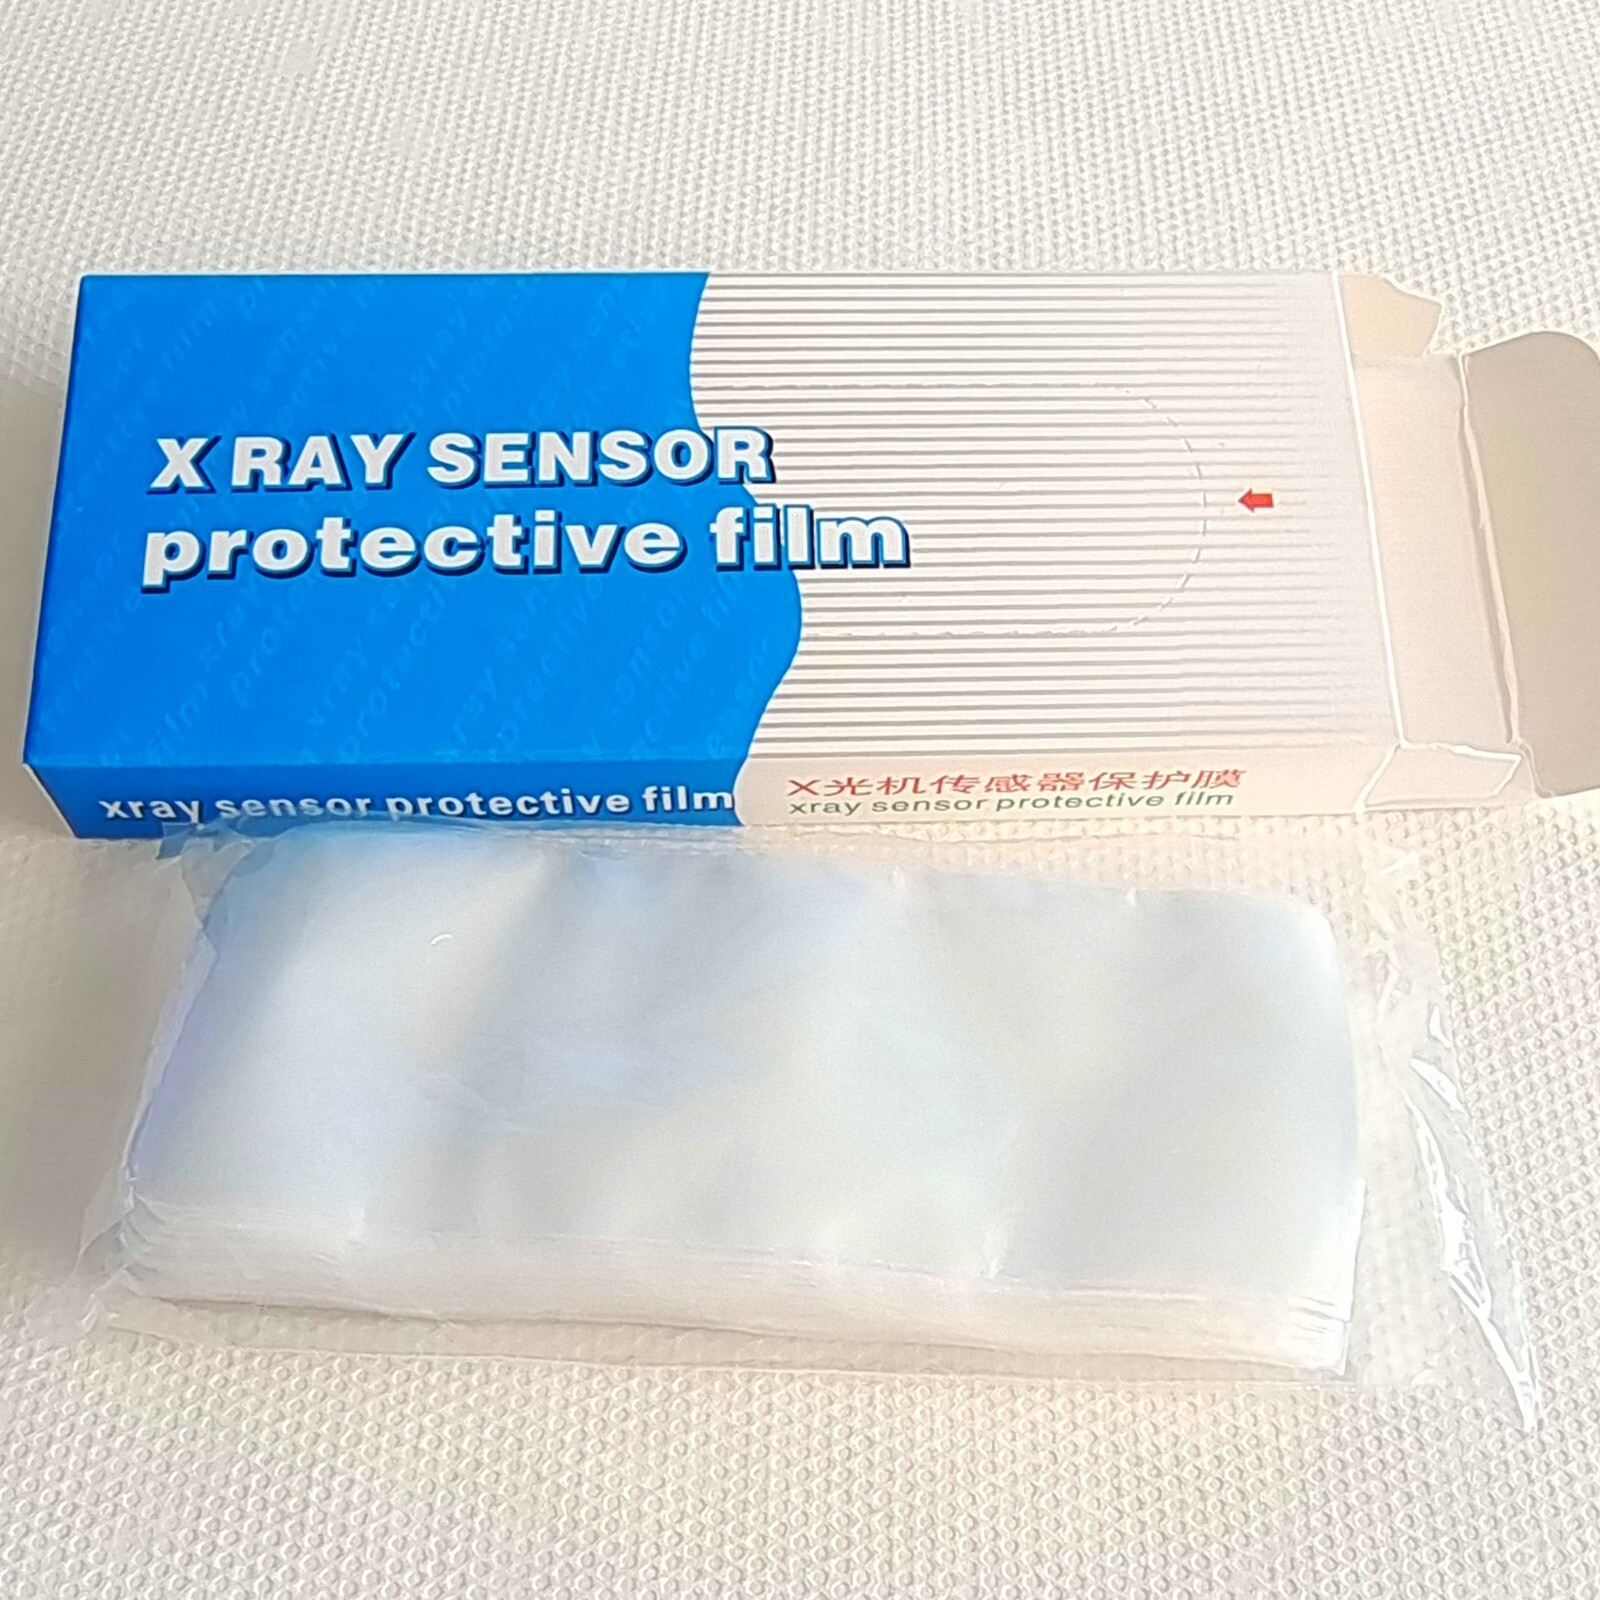 X RAY SENSOR
protective film
xray sensor protective film
X光机传感器保护膜
xray sensor protective film